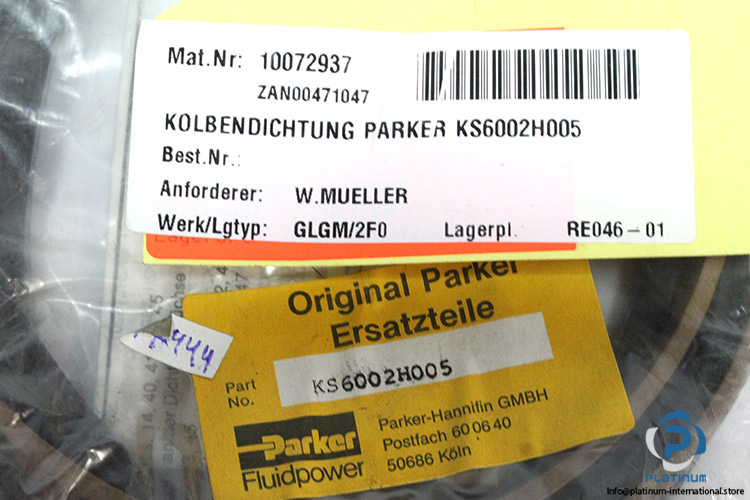 Mat.Nr: 10072937
ZAN00471047
KOLBENDICHTUNG PARKER KS6002H005
Best.Nr.:
Anforderer: W.MUELLER
Werk/Lgtyp: GLGM/2F0 Lagerpl. RE046-01
Original Parker
Ersatzteile
Part
No. KS6002H005
Parker
Fluidpower
Parker-Hannifin GMBH
Postfach 60 06 40
50686 Köln
PLATINUM
Info@platinum-international.store